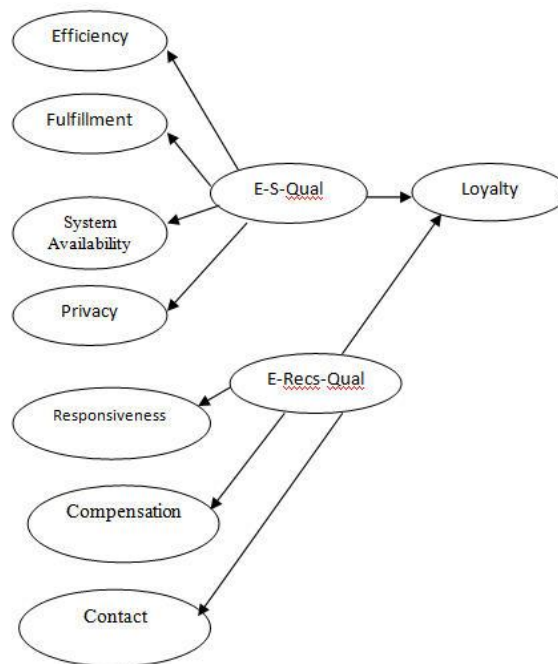 Efficiency
Fulfillment
E-S-Qual
Loyalty
System
Availability
Privacy
E-Recs-Qual
Responsiveness
Compensation
Contact